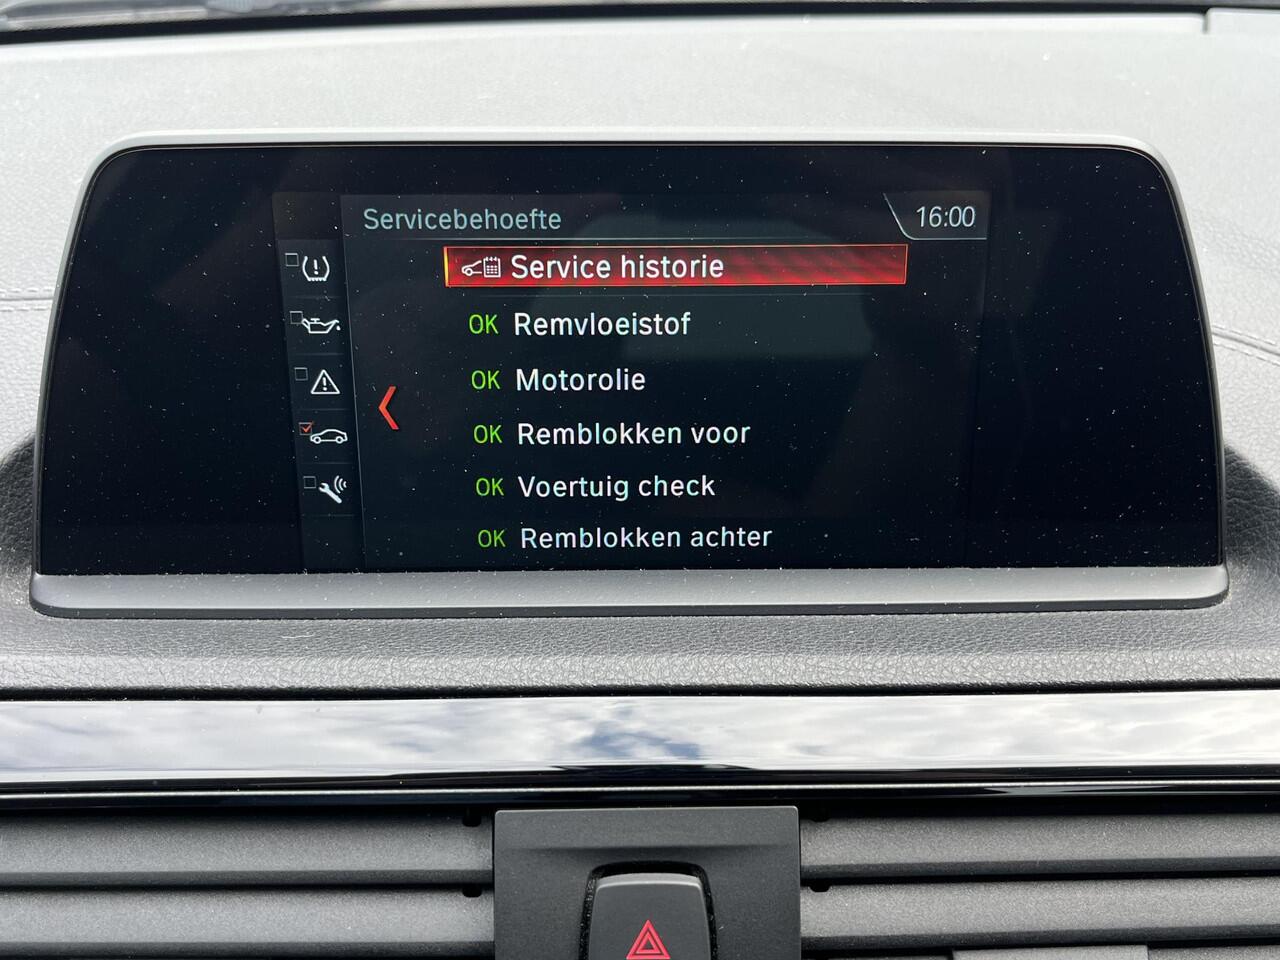 Servicebehoefte
16:00
Service historie
OK Remvloeistof
OK Motorolie
OK Remblokken voor
OK Voertuig check
OK Remblokken achter